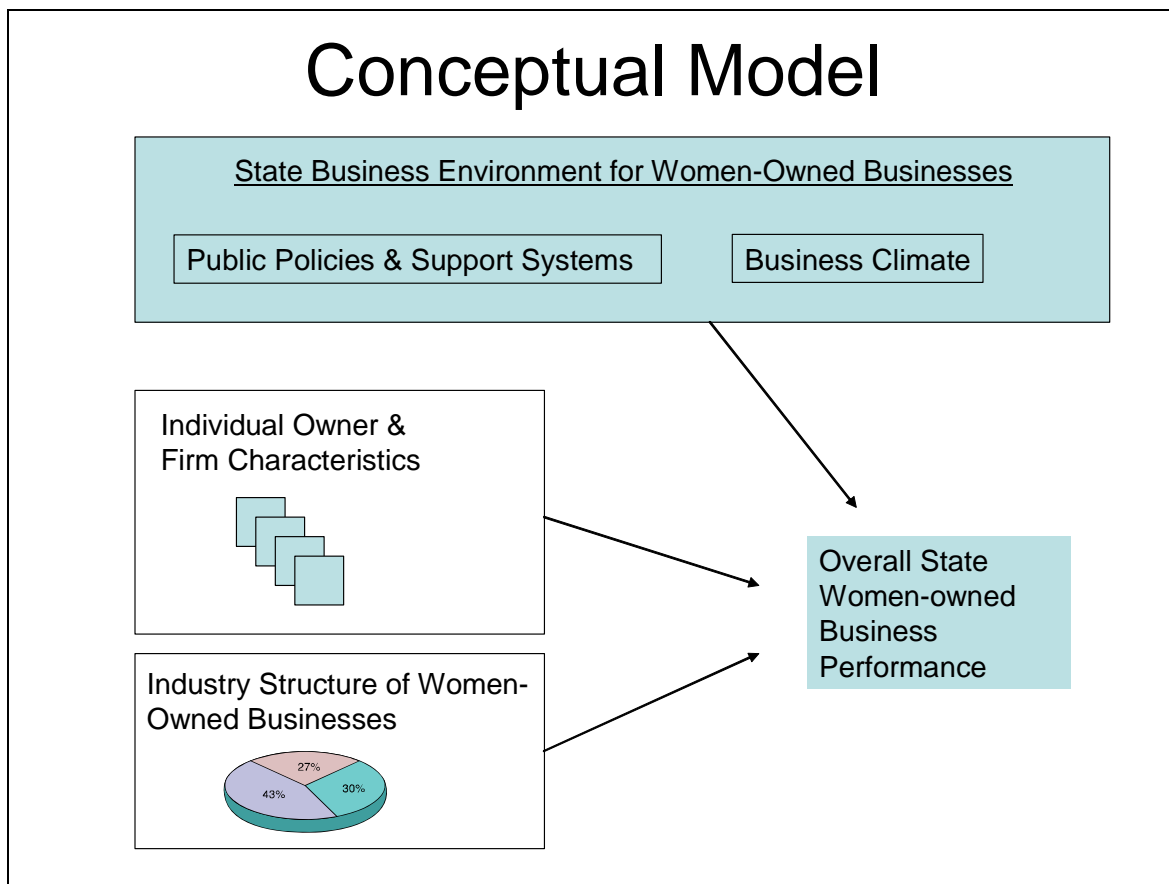 Conceptual Model
State Business Environment for Women-Owned Businesses
Public Policies & Support Systems
Business Climate
Individual Owner &
Firm Characteristics
Overall State
Women-owned
Business
Performance
Industry Structure of Women-
Owned Businesses
27%
43%
30%